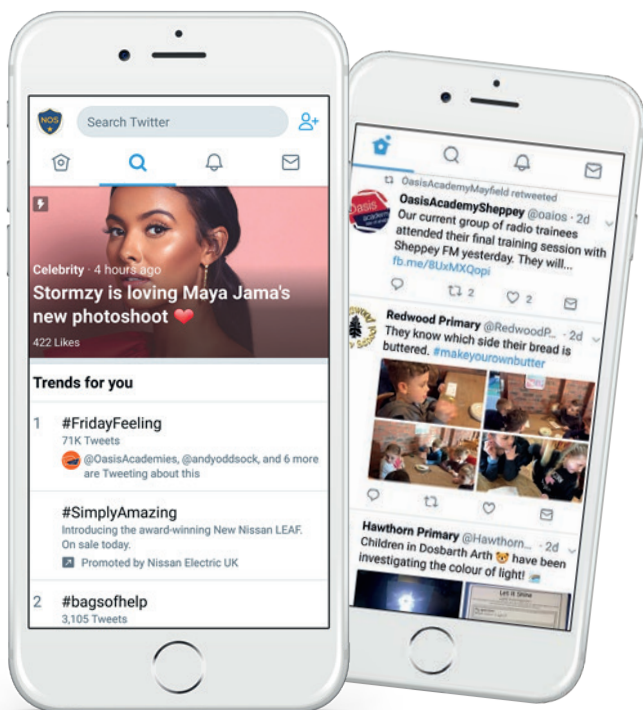 NOS
Search Twitter
Celebrity · 4 hours ago
Stormzy is loving Maya Jama's
new photoshoot ❤️
422 Likes
Trends for you
1 #FridayFeeling
71K Tweets
@OasisAcademies, @andyoddsock, and 6 more
are Tweeting about this
#SimplyAmazing
Introducing the award-winning New Nissan LEAF.
On sale today.
Promoted by Nissan Electric UK
2 #bagsofhelp
3,105 Tweets
OasisAcademyMayfield retweeted
Oasis
academy
OasisAcademySheppey @oaios · 2d
Our current group of radio trainees
attended their final training session with
Sheppey FM yesterday. They will...
fb.me/8UxMXQopi
2 2
Redwood Primary @RedwoodP... · 2d
They know which side their bread is
buttered. #makeyourownbutter
Hawthorn Primary @Hawthorn... · 2d
Children in Dosbarth Arth 🐻 have been
investigating the colour of light!
Let it Shine